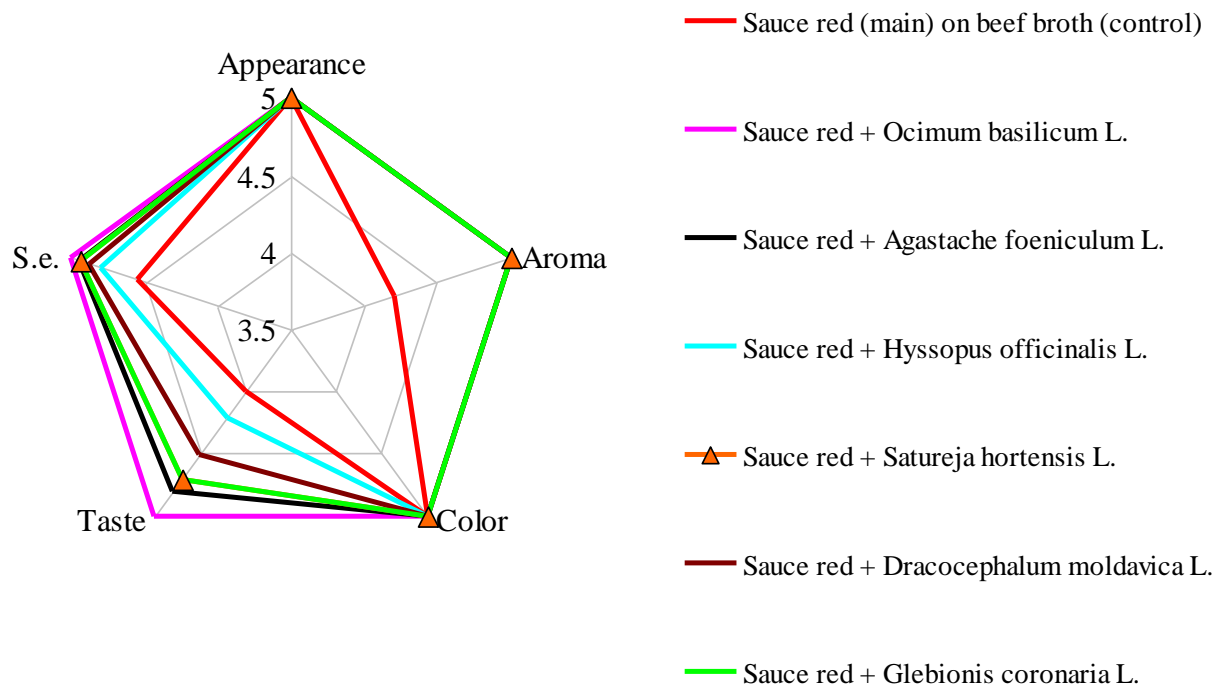 Appearance
5
4.5
4
3.5
S.e.
Aroma
Taste
Color
Sauce red (main) on beef broth (control)
Sauce red + Ocimum basilicum L.
Sauce red + Agastache foeniculum L.
Sauce red + Hyssopus officinalis L.
Sauce red + Satureja hortensis L.
Sauce red + Dracocephalum moldavica L.
Sauce red + Glebionis coronaria L.